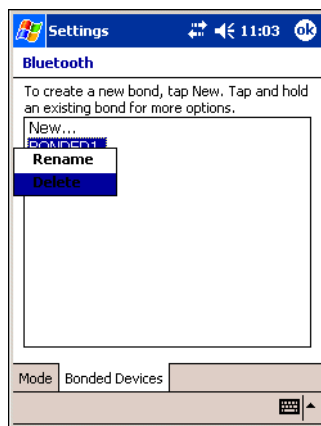 Settings 11:03 ok
Bluetooth
To create a new bond, tap New. Tap and hold
an existing bond for more options.
New...
BONDED1
Rename
Delete
Mode Bonded Devices